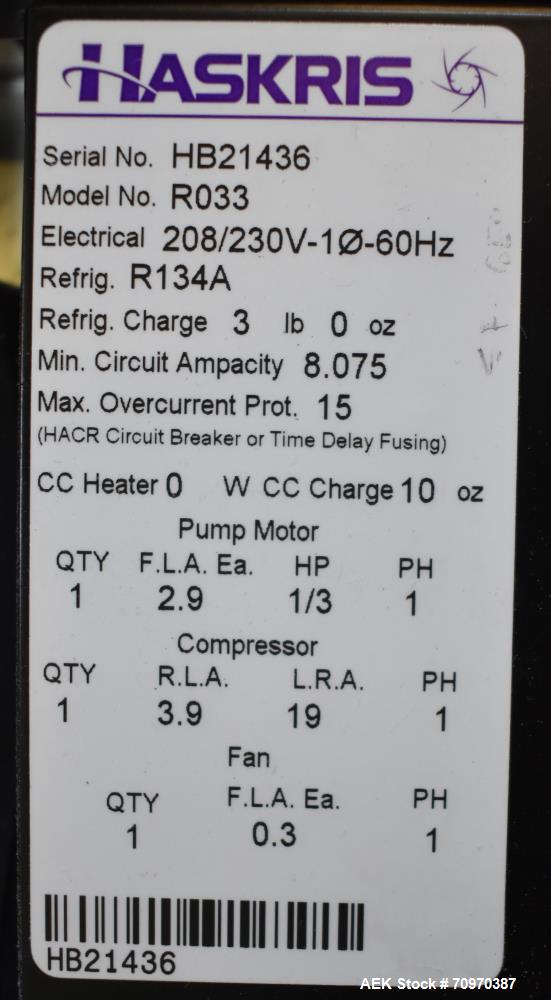 HASKRIS
Serial No. HB21436
Model No. R033
Electrical 208/230V-1Ø-60Hz
Refrig. R134A
Refrig. Charge 3 lb 0 oz
Min. Circuit Ampacity 8.075
Max. Overcurrent Prot. 15
(HACR Circuit Breaker or Time Delay Fusing)
CC Heater 0 W CC Charge 10 oz
Pump Motor
QTY F.L.A. Ea. HP PH
1 2.9 1/3 1
Compressor
QTY R.L.A. L.R.A. PH
1 3.9 19 1
Fan
QTY F.L.A. Ea. PH
1 0.3 1
HB21436
AEK Stock # 70970387